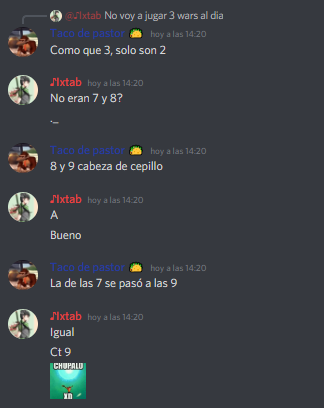 @♪Ixtab No voy a jugar 3 wars al día
Taco de pastor 🌮 hoy a las 14:20
Como que 3, solo son 2
♪Ixtab hoy a las 14:20
No eran 7 y 8?
._
Taco de pastor 🌮 hoy a las 14:20
8 y 9 cabeza de cepillo
♪Ixtab hoy a las 14:20
A
Bueno
Taco de pastor 🌮 hoy a las 14:20
La de las 7 se pasó a las 9
♪Ixtab hoy a las 14:20
Igual
Ct 9
CHUPALO
XD